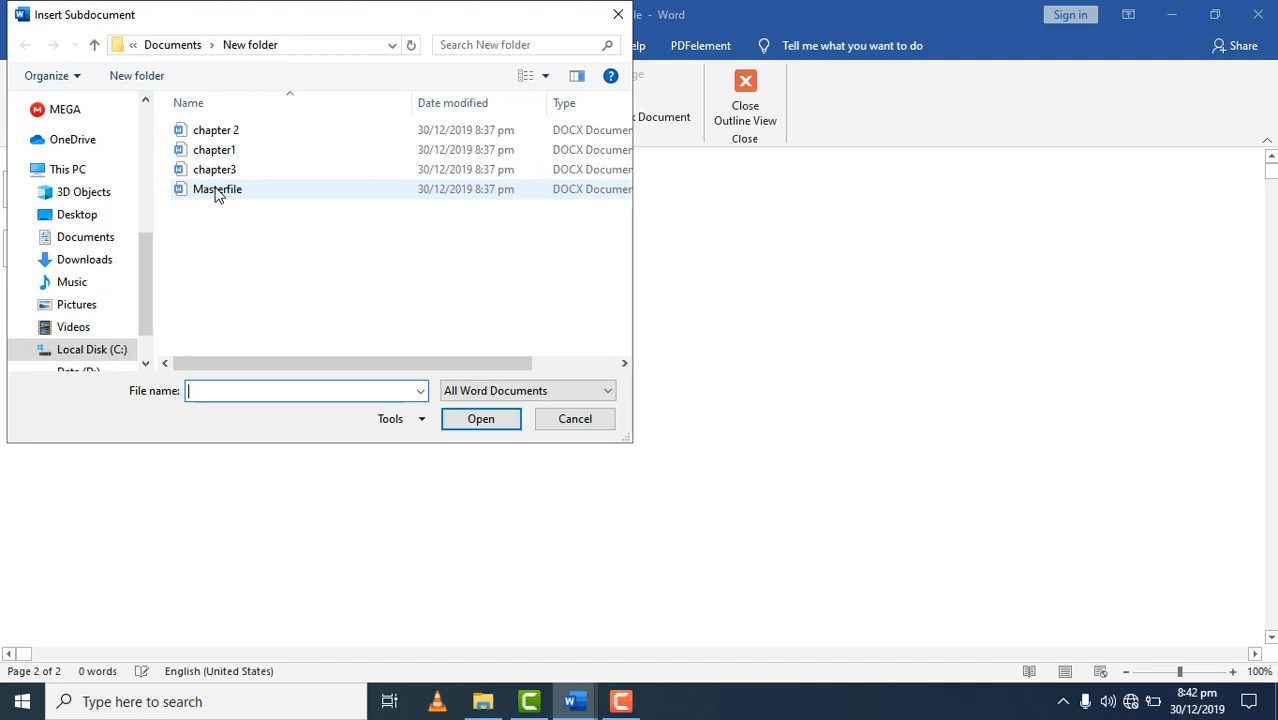 Insert Subdocument
le - Word
Sign in
« Documents › New folder
Search New folder
elp
PDFelement
Tell me what you want to do
Share
Organize
New folder
ge
k Document
Close
Outline View
Close
MEGA
OneDrive
This PC
3D Objects
Desktop
Documents
Downloads
Music
Pictures
Videos
Local Disk (C:)
Data (D:)
Name
Date modified
Type
chapter 2
30/12/2019 8:37 pm
DOCX Documen
chapter1
30/12/2019 8:37 pm
DOCX Documen
chapter3
30/12/2019 8:37 pm
DOCX Documen
Masterfile
30/12/2019 8:37 pm
DOCX Documen
File name:
All Word Documents
Tools
Open
Cancel
Page 2 of 2
0 words
English (United States)
100%
Type here to search
8:42 pm
30/12/2019